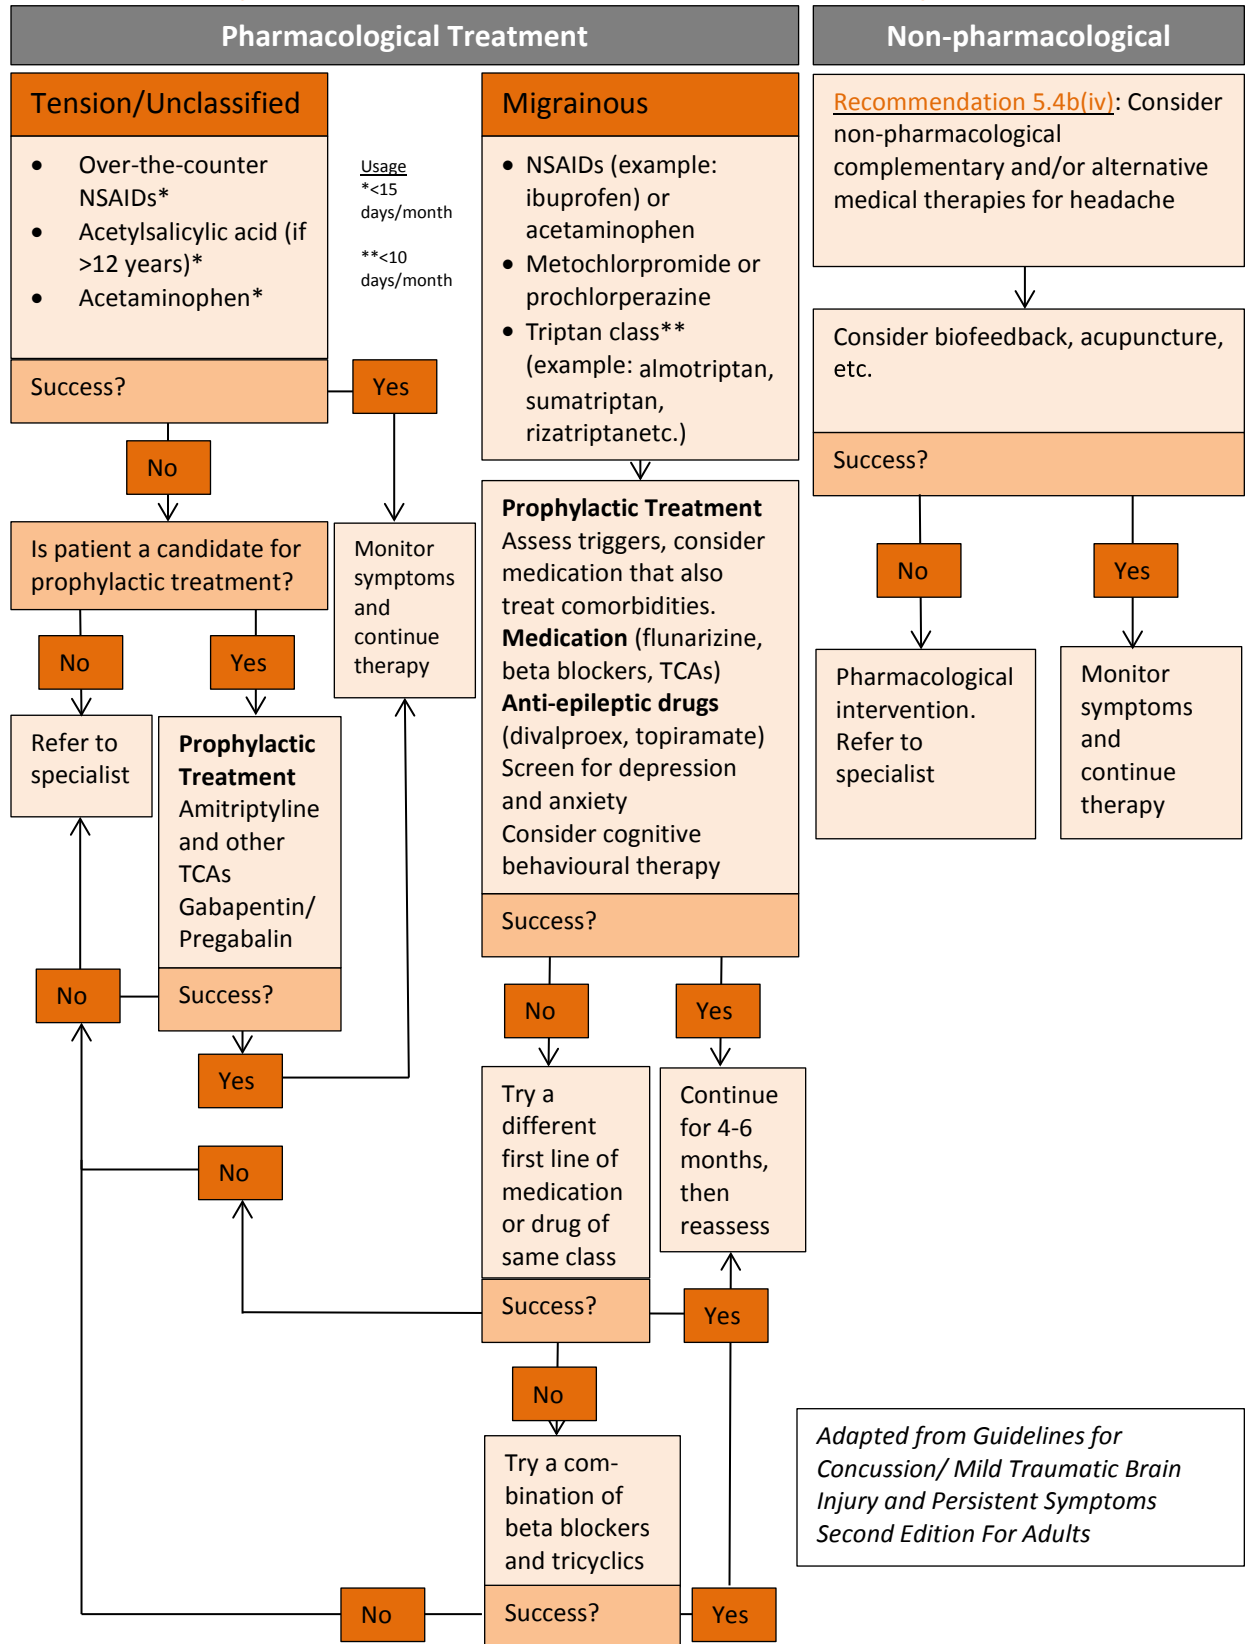 Pharmacological Treatment
Non-pharmacological
Tension/Unclassified
• Over-the-counter
NSAIDs*
• Acetylsalicylic acid (if
>12 years)*
• Acetaminophen*
Success?
Yes
No
Usage
*<15
days/month
**<10
days/month
Is patient a candidate for
prophylactic treatment?
No
Yes
Refer to
specialist
Prophylactic
Treatment
Amitriptyline
and other
TCAs
Gabapentin/
Pregabalin
Success?
No
Yes
Monitor
symptoms
and
continue
therapy
Migrainous
• NSAIDs (example:
ibuprofen) or
acetaminophen
• Metochlorpromide or
prochlorperazine
• Triptan class**
(example: almotriptan,
sumatriptan,
rizatriptanetc.)
Prophylactic Treatment
Assess triggers, consider
medication that also
treat comorbidities.
Medication (flunarizine,
beta blockers, TCAs)
Anti-epileptic drugs
(divalproex, topiramate)
Screen for depression
and anxiety
Consider cognitive
behavioural therapy
Success?
No
Yes
Try a
different
first line of
medication
or drug of
same class
Success?
Continue
for 4-6
months,
then
reassess
No
Yes
No
Try a com-
bination of
beta blockers
and tricyclics
Success?
No
Yes
Recommendation 5.4b(iv): Consider
non-pharmacological
complementary and/or alternative
medical therapies for headache
Consider biofeedback, acupuncture,
etc.
Success?
No
Yes
Pharmacological
intervention.
Refer to
specialist
Monitor
symptoms
and
continue
therapy
Adapted from Guidelines for
Concussion/ Mild Traumatic Brain
Injury and Persistent Symptoms
Second Edition For Adults